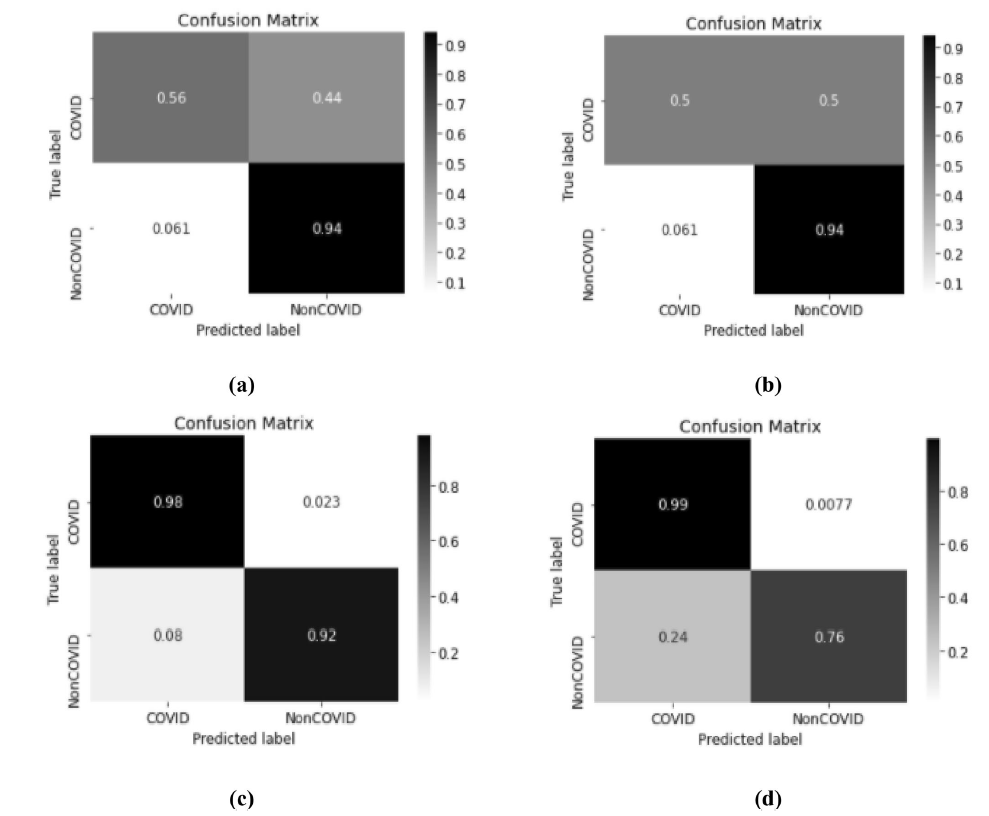 Confusion Matrix
True label
COVID
NonCOVID
0.56
0.44
0.061
0.94
COVID
NonCOVID
Predicted label
0.9
0.8
0.7
0.6
0.5
0.4
0.3
0.2
0.1
(a)
Confusion Matrix
True label
COVID
NonCOVID
0.5
0.5
0.061
0.94
COVID
NonCOVID
Predicted label
0.9
0.8
0.7
0.6
0.5
0.4
0.3
0.2
0.1
(b)
Confusion Matrix
True label
COVID
NonCOVID
0.98
0.023
0.08
0.92
COVID
NonCOVID
Predicted label
0.8
0.6
0.4
0.2
(c)
Confusion Matrix
True label
COVID
NonCOVID
0.99
0.0077
0.24
0.76
COVID
NonCOVID
Predicted label
0.8
0.6
0.4
0.2
(d)